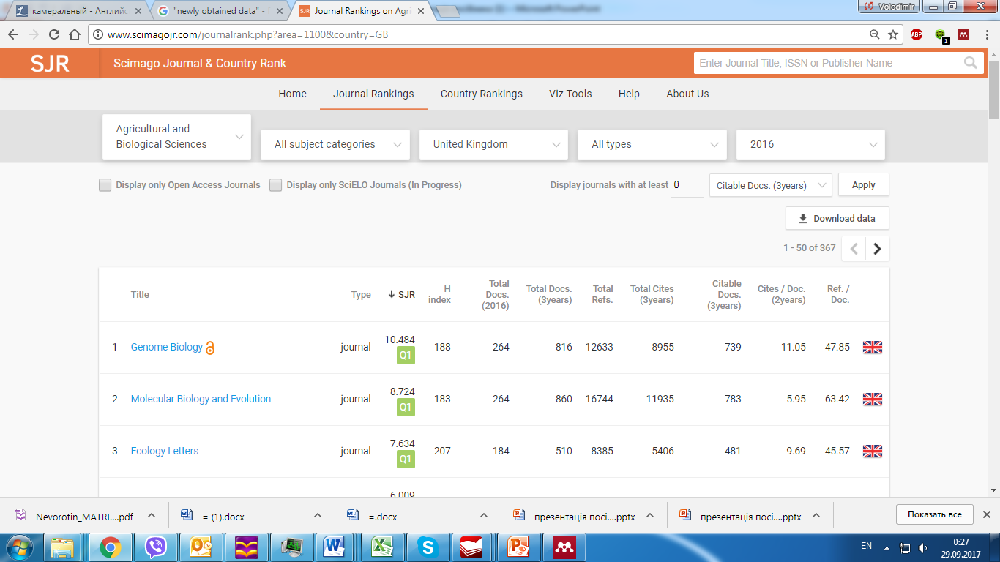 камеральный - Английс
"newly obtained data" - 
Journal Rankings on Agri
Microsoft PowerPoint
Volodimir
www.scimagojr.com/journalrank.php?area=1100&country=GB
ABP
1
SJR
Scimago Journal & Country Rank
Enter Journal Title, ISSN or Publisher Name
Home Journal Rankings Country Rankings Viz Tools Help About Us
Agricultural and
Biological Sciences
All subject categories
United Kingdom
All types
2016
Display only Open Access Journals
Display only SciELO Journals (In Progress)
Display journals with at least 0
Citable Docs. (3years)
Apply
Download data
1 - 50 of 367
Title
Type
SJR
H
index
Total
Docs.
(2016)
Total Docs.
(3years)
Total
Refs.
Total Cites
(3years)
Citable
Docs.
(3years)
Cites / Doc.
(2years)
Ref. /
Doc.
1 Genome Biology journal 10.484 188 264 816 12633 8955 739 11.05 47.85
Q1
2 Molecular Biology and Evolution journal 8.724 183 264 860 16744 11935 783 5.95 63.42
Q1
3 Ecology Letters journal 7.634 207 184 510 8385 5406 481 9.69 45.57
Q1
6.009
Nevorotin_MATRI....pdf
= (1).docx
=.docx
презентація посі....pptx
презентація посі....pptx
Показать все
EN
0:27
29.09.2017